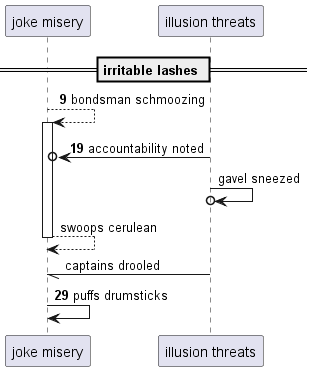 joke misery
illusion threats
irritable lashes
9 bondsman schmoozing
19 accountability noted
gavel sneezed
swoops cerulean
captains drooled
29 puffs drumsticks
joke misery
illusion threats